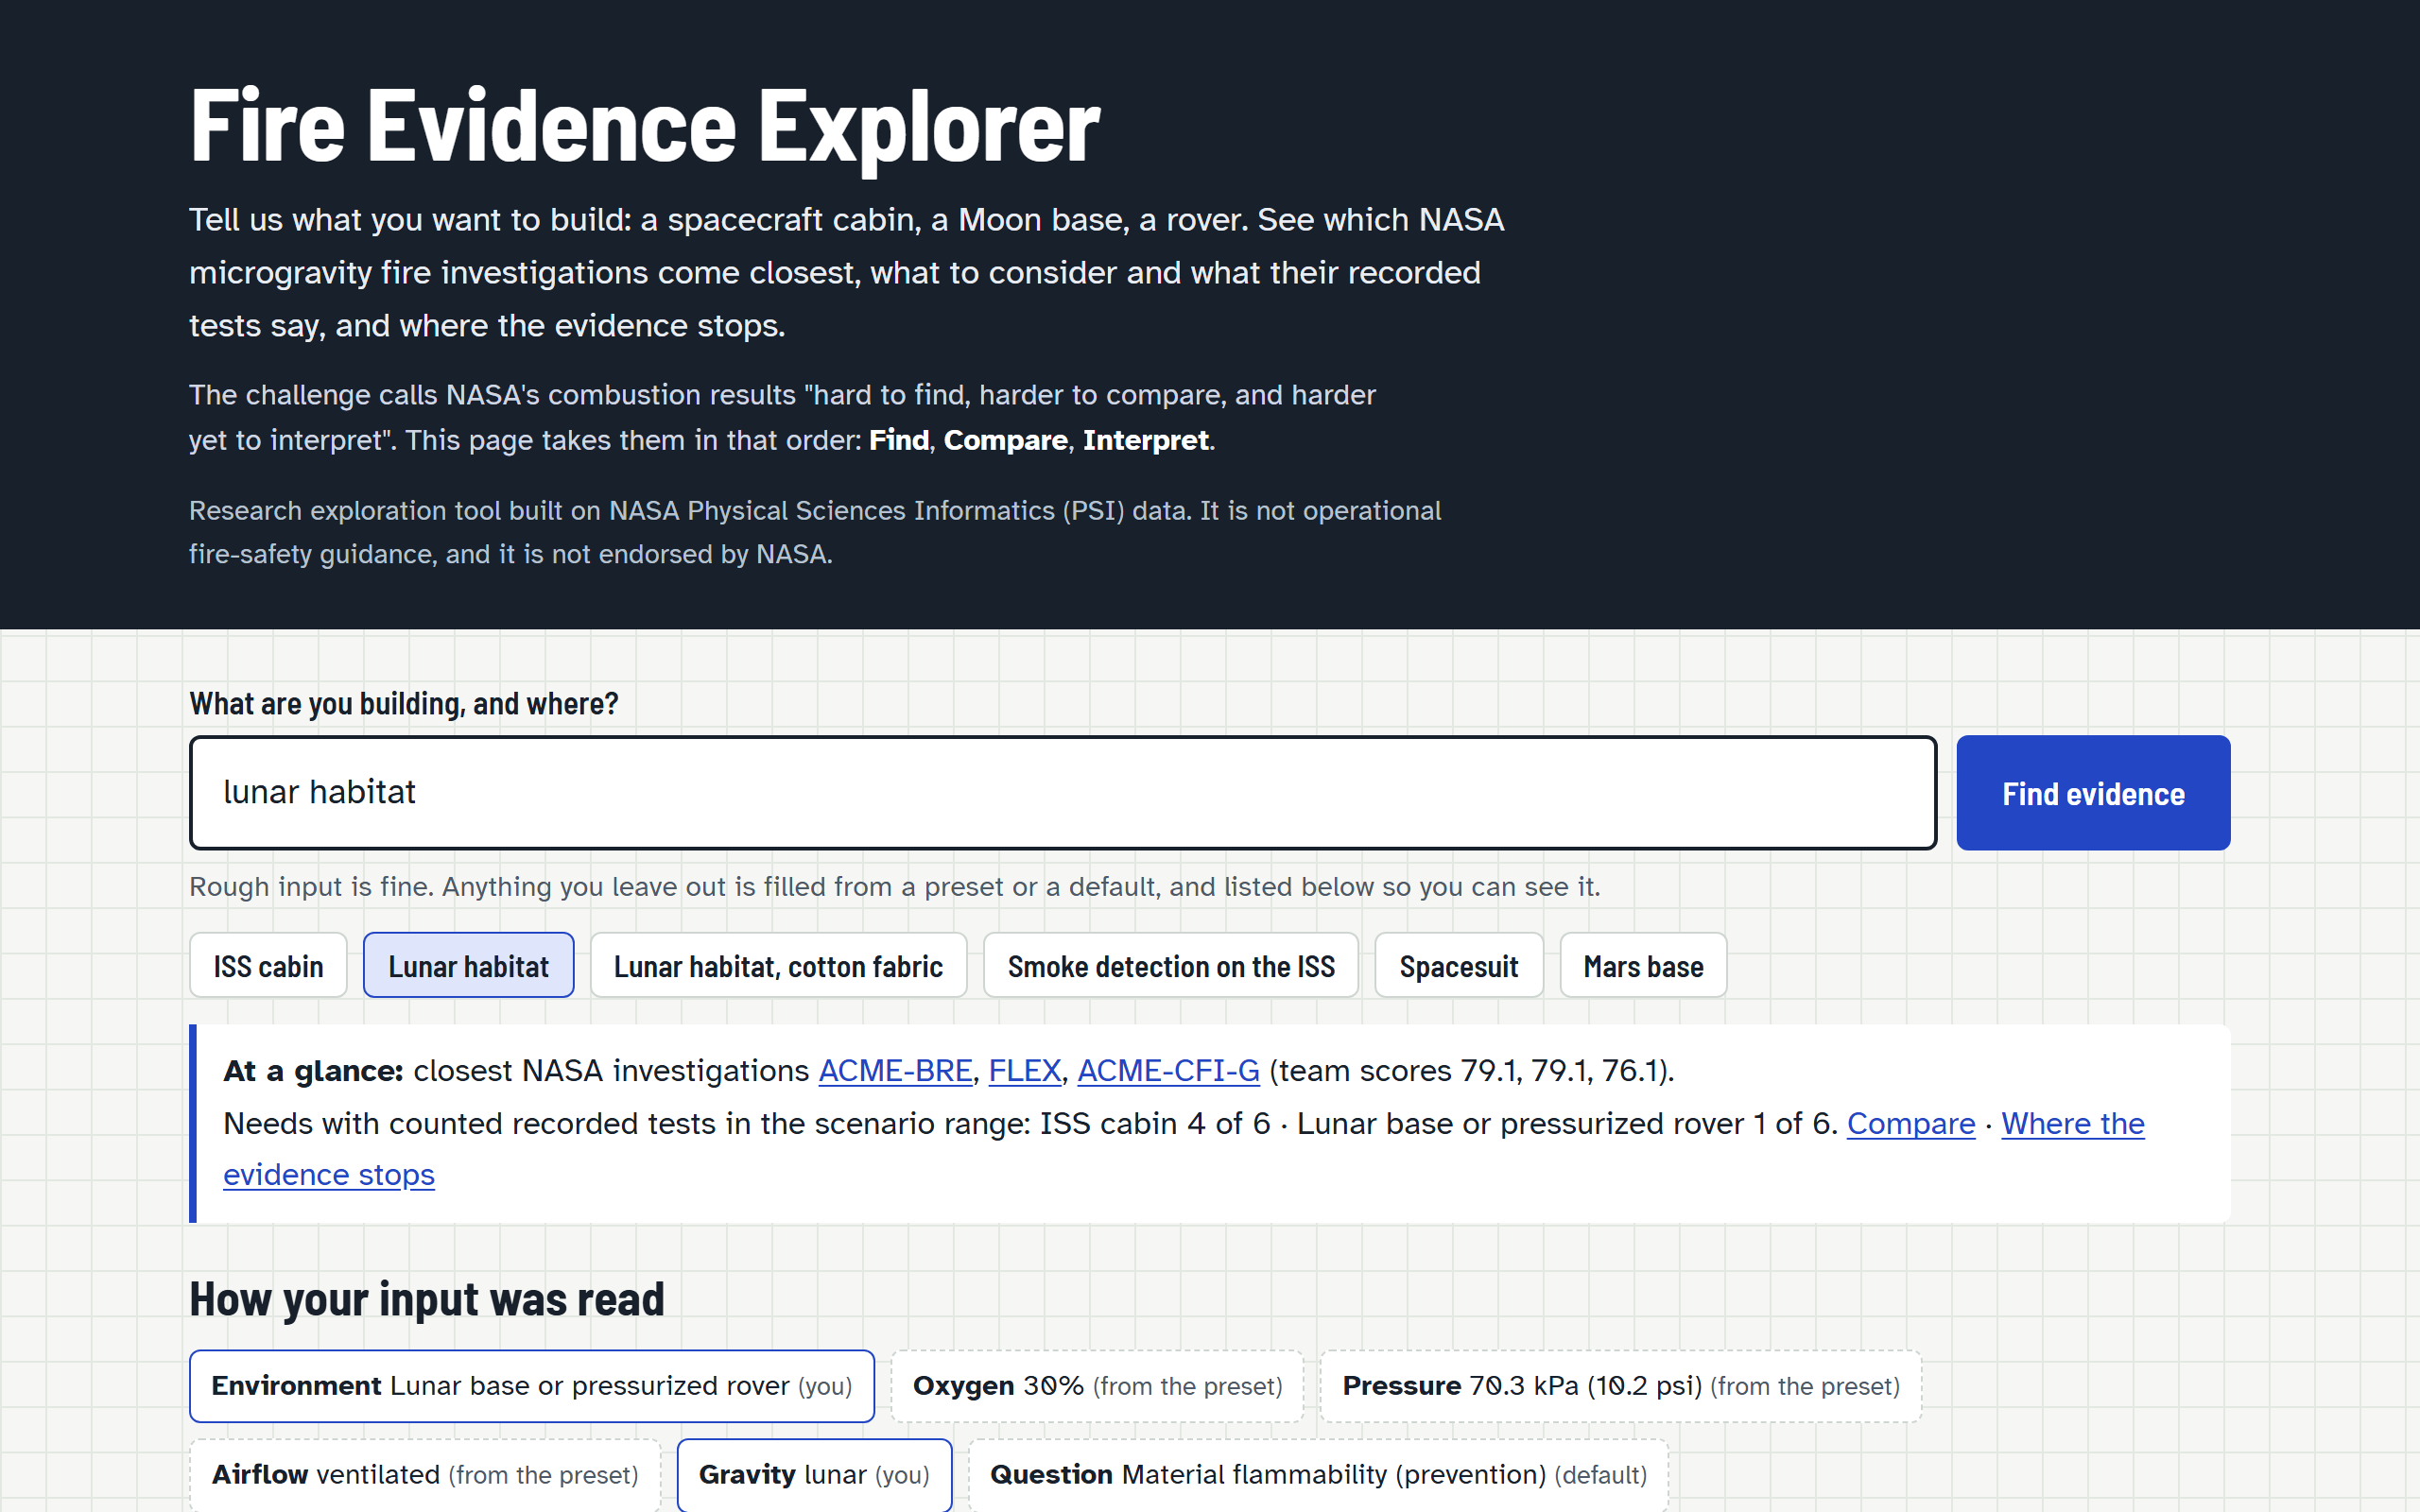 Fire Evidence Explorer
Tell us what you want to build: a spacecraft cabin, a Moon base, a rover. See which NASA
microgravity fire investigations come closest, what to consider and what their recorded
tests say, and where the evidence stops.
The challenge calls NASA's combustion results "hard to find, harder to compare, and harder
yet to interpret". This page takes them in that order: Find, Compare, Interpret.
Research exploration tool built on NASA Physical Sciences Informatics (PSI) data. It is not operational
fire-safety guidance, and it is not endorsed by NASA.
What are you building, and where?
lunar habitat
Find evidence
Rough input is fine. Anything you leave out is filled from a preset or a default, and listed below so you can see it.
ISS cabin
Lunar habitat
Lunar habitat, cotton fabric
Smoke detection on the ISS
Spacesuit
Mars base
At a glance: closest NASA investigations ACME-BRE, FLEX, ACME-CFI-G (team scores 79.1, 79.1, 76.1).
Needs with counted recorded tests in the scenario range: ISS cabin 4 of 6 · Lunar base or pressurized rover 1 of 6. Compare · Where the
evidence stops
How your input was read
Environment Lunar base or pressurized rover (you)
Oxygen 30% (from the preset)
Pressure 70.3 kPa (10.2 psi) (from the preset)
Airflow ventilated (from the preset)
Gravity lunar (you)
Question Material flammability (prevention) (default)